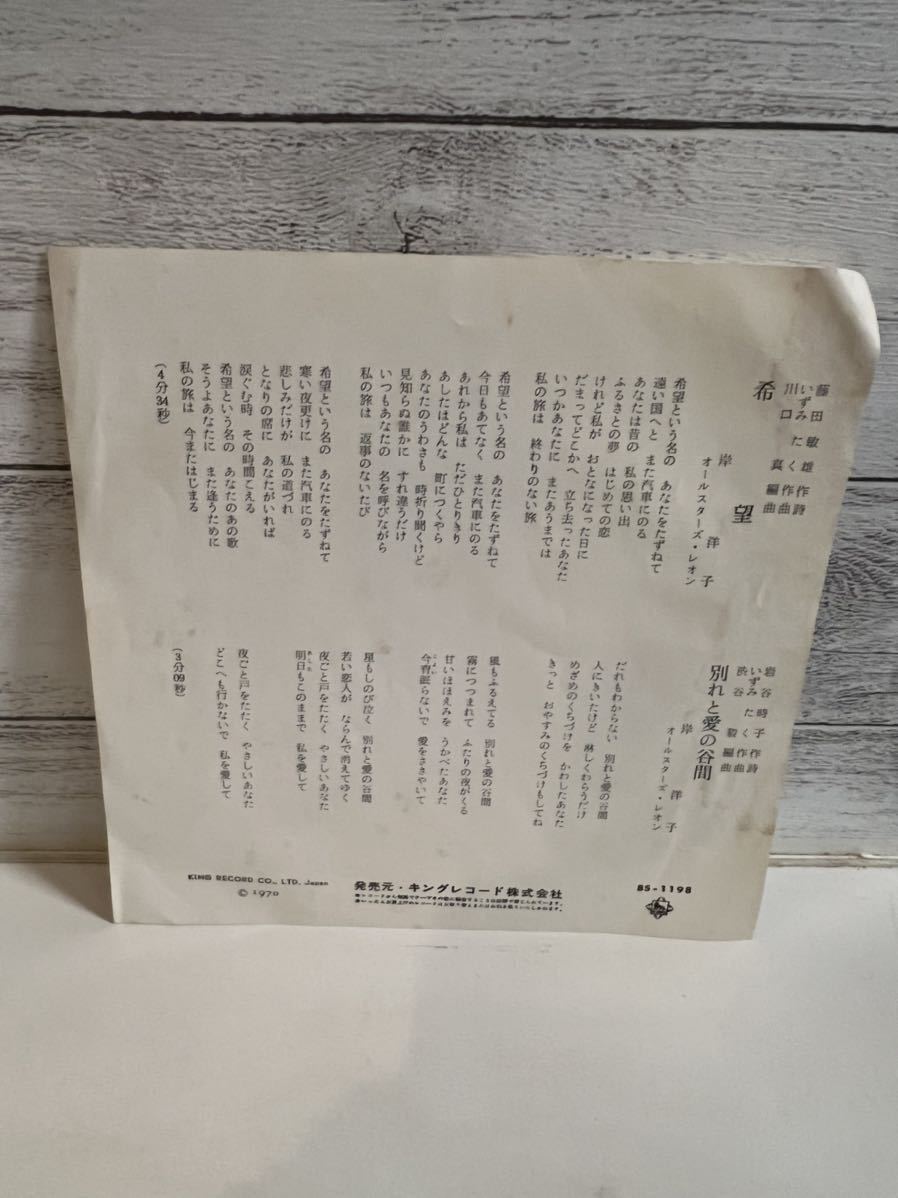 藤田敏雄 作詩
いずみたく 作曲
川口真 編曲
希望
岸洋子
オールスターズ・レオン
希望という名の あなたをたずねて
遠い国へと また汽車にのる
あなたは昔の 私の思い出
ふるさとの夢 はじめての恋
けれど私が おとなになった日に
だまってどこかへ 立ち去ったあなた
いつかあなたに またあうまでは
私の旅は 終わりのない旅
希望という名の あなたをたずねて
今日もあてなく また汽車にのる
あれから私は ただひとりきり
あしたはどんな 町につくやら
あなたのうわさも 時折り聞くけど
見知らぬ誰かに すれ違うだけ
いつもあなたの 名を呼びながら
私の旅は 返事のないたび
希望という名の あなたをたずねて
寒い夜更けに また汽車にのる
悲しみだけが 私の道づれ
となりの席に あなたがいれば
涙ぐむ時 その時聞こえる
希望という名の あなたのあの歌
そうよあなたに また逢うために
私の旅は 今またはじまる
(4分34秒)
岩谷時子 作詩
いずみたく 作曲
渋谷毅 編曲
別れと愛の谷間
岸洋子
オールスターズ・レオン
だれもわからない 別れと愛の谷間
人にきいたけど 淋しくわらうだけ
めざめのくちづけを かわしたあなた
きっと おやすみのくちづけもしてね
風もふるえてる 別れと愛の谷間
霧につつまれて ふたりの夜がくる
甘いほほえみを うかべたあなた
今宵眠らないで 愛をささやいて
星もしのび泣く 別れと愛の谷間
若い恋人が ならんで消えてゆく
夜ごと戸をたたく やさしいあなた
明日もこのままで 私を愛して
夜ごと戸をたたく やさしいあなた
どこへも行かないで 私を愛して
(3分09秒)
KING RECORD CO., LTD. Japan
© 1970
発売元・キングレコード株式会社
BS-1198